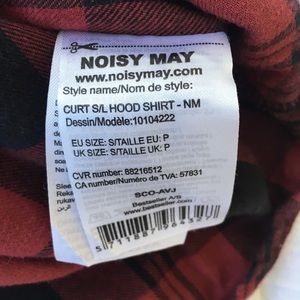 NOISY MAY
www.noisymay.com
Style name/Nom de style:
CURT S/L HOOD SHIRT - NM
Dessin/Modèle:10104222
EU SIZE: S/TAILLE EU: P
UK SIZE: S/TAILLE UK: P
CVR number: 88216512
CA number/Numéro de TVA: 57831
SCO-AVJ
Bestseller A/S
www.bestseller.com
Slee
Ruka